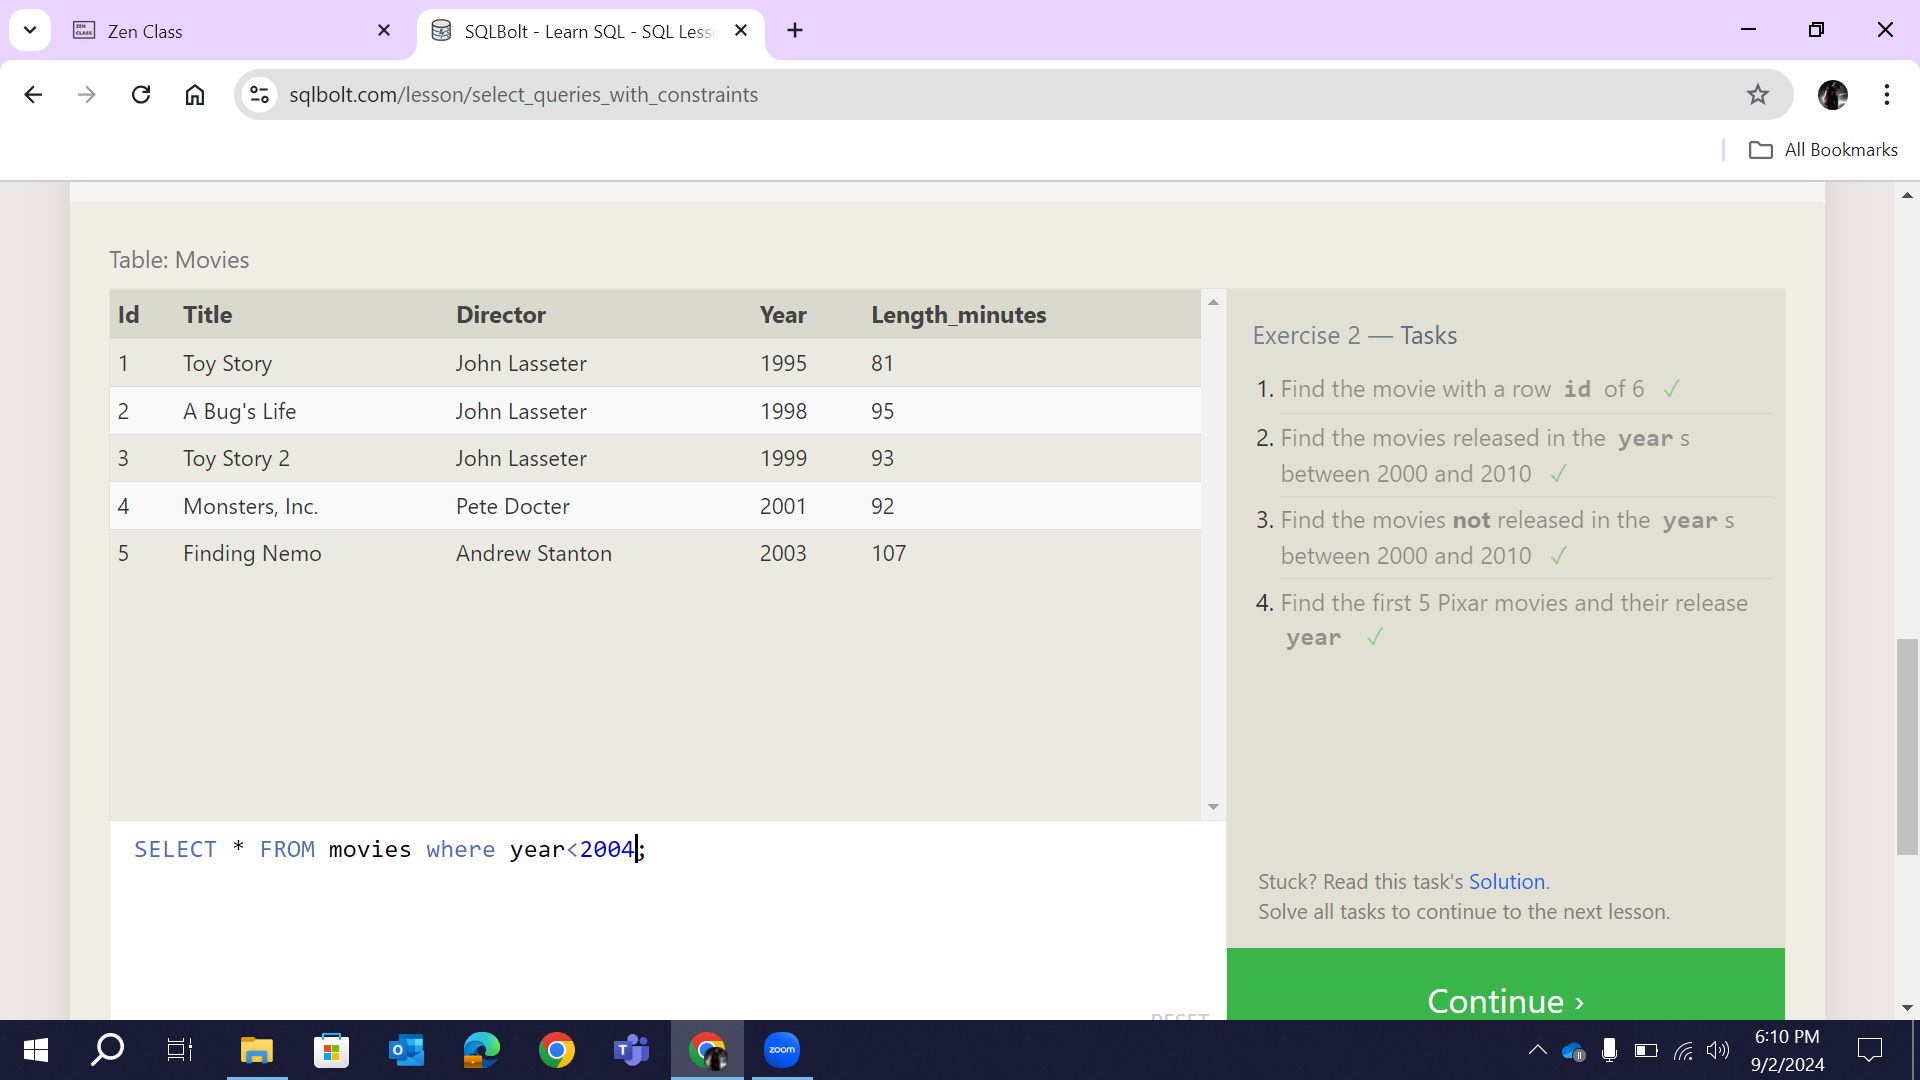 Zen Class
SQLBolt - Learn SQL - SQL Less
sqlbolt.com/lesson/select_queries_with_constraints
All Bookmarks
Table: Movies
Id Title Director Year Length_minutes
1 Toy Story John Lasseter 1995 81
2 A Bug's Life John Lasseter 1998 95
3 Toy Story 2 John Lasseter 1999 93
4 Monsters, Inc. Pete Docter 2001 92
5 Finding Nemo Andrew Stanton 2003 107
SELECT * FROM movies where year<2004;
RESET
Exercise 2 — Tasks
1. Find the movie with a row id of 6 ✓
2. Find the movies released in the year s
between 2000 and 2010 ✓
3. Find the movies not released in the year s
between 2000 and 2010 ✓
4. Find the first 5 Pixar movies and their release
year ✓
Stuck? Read this task's Solution.
Solve all tasks to continue to the next lesson.
Continue ›
zoom
6:10 PM
9/2/2024